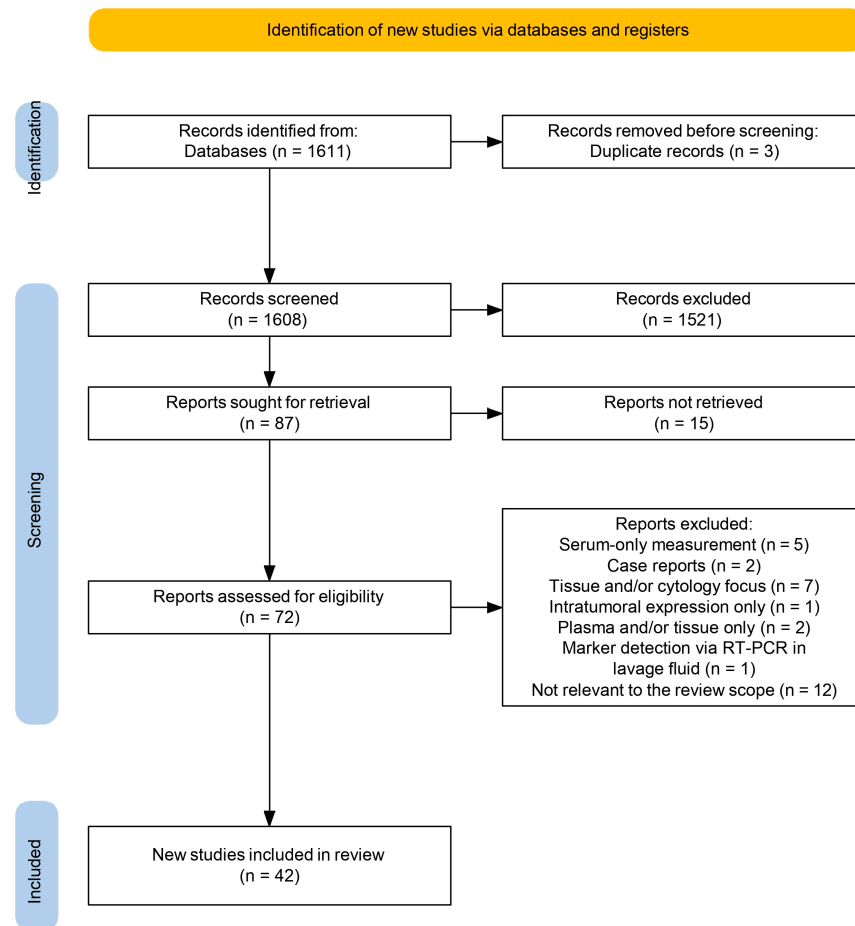 Identification of new studies via databases and registers
Identification
Records identified from:
Databases (n = 1611)
Records removed before screening:
Duplicate records (n = 3)
Screening
Records screened
(n = 1608)
Records excluded
(n = 1521)
Reports sought for retrieval
(n = 87)
Reports not retrieved
(n = 15)
Reports assessed for eligibility
(n = 72)
Reports excluded:
Serum-only measurement (n = 5)
Case reports (n = 2)
Tissue and/or cytology focus (n = 7)
Intratumoral expression only (n = 1)
Plasma and/or tissue only (n = 2)
Marker detection via RT-PCR in
lavage fluid (n = 1)
Not relevant to the review scope (n = 12)
Included
New studies included in review
(n = 42)